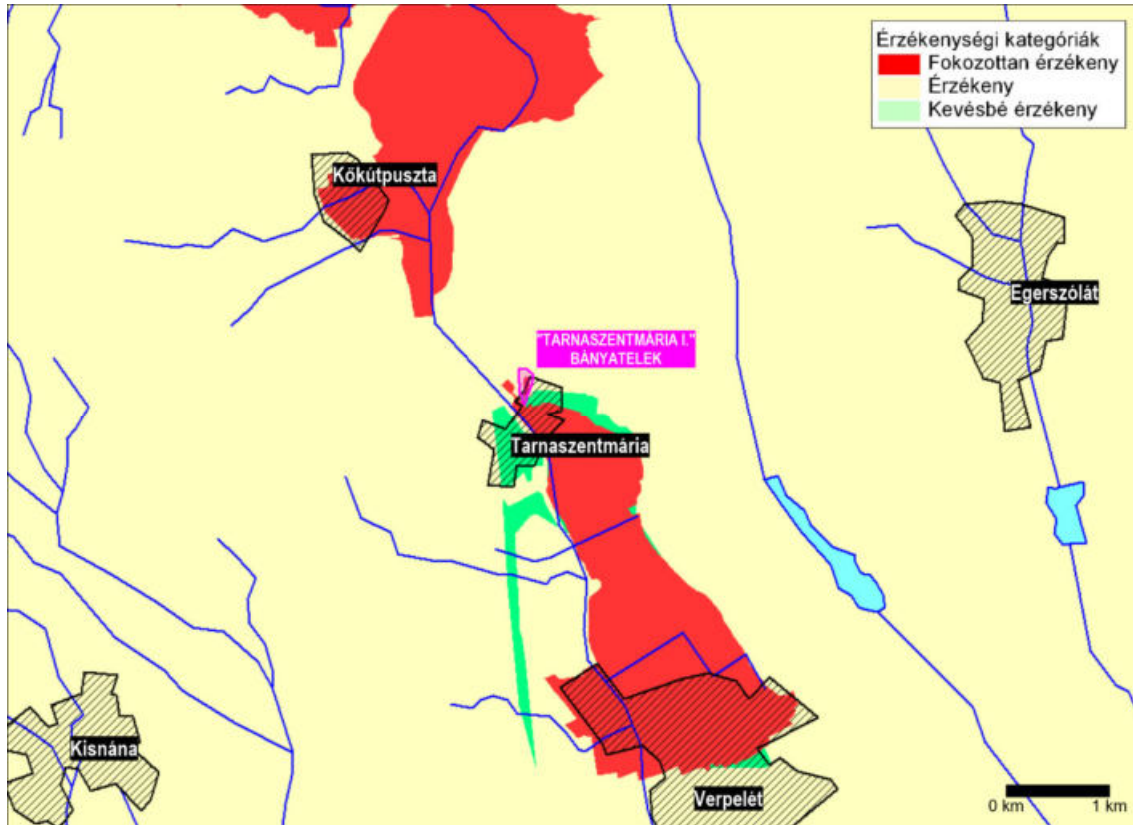 Érzékenységi kategóriák
Fokozottan érzékeny
Érzékeny
Kevésbé érzékeny
Kőkútpuszta
Egerszólát
"TARNASZENTMÁRIA I."
BÁNYATELEK
Tarnaszentmária
Kisnána
Verpelét
0 km 1 km